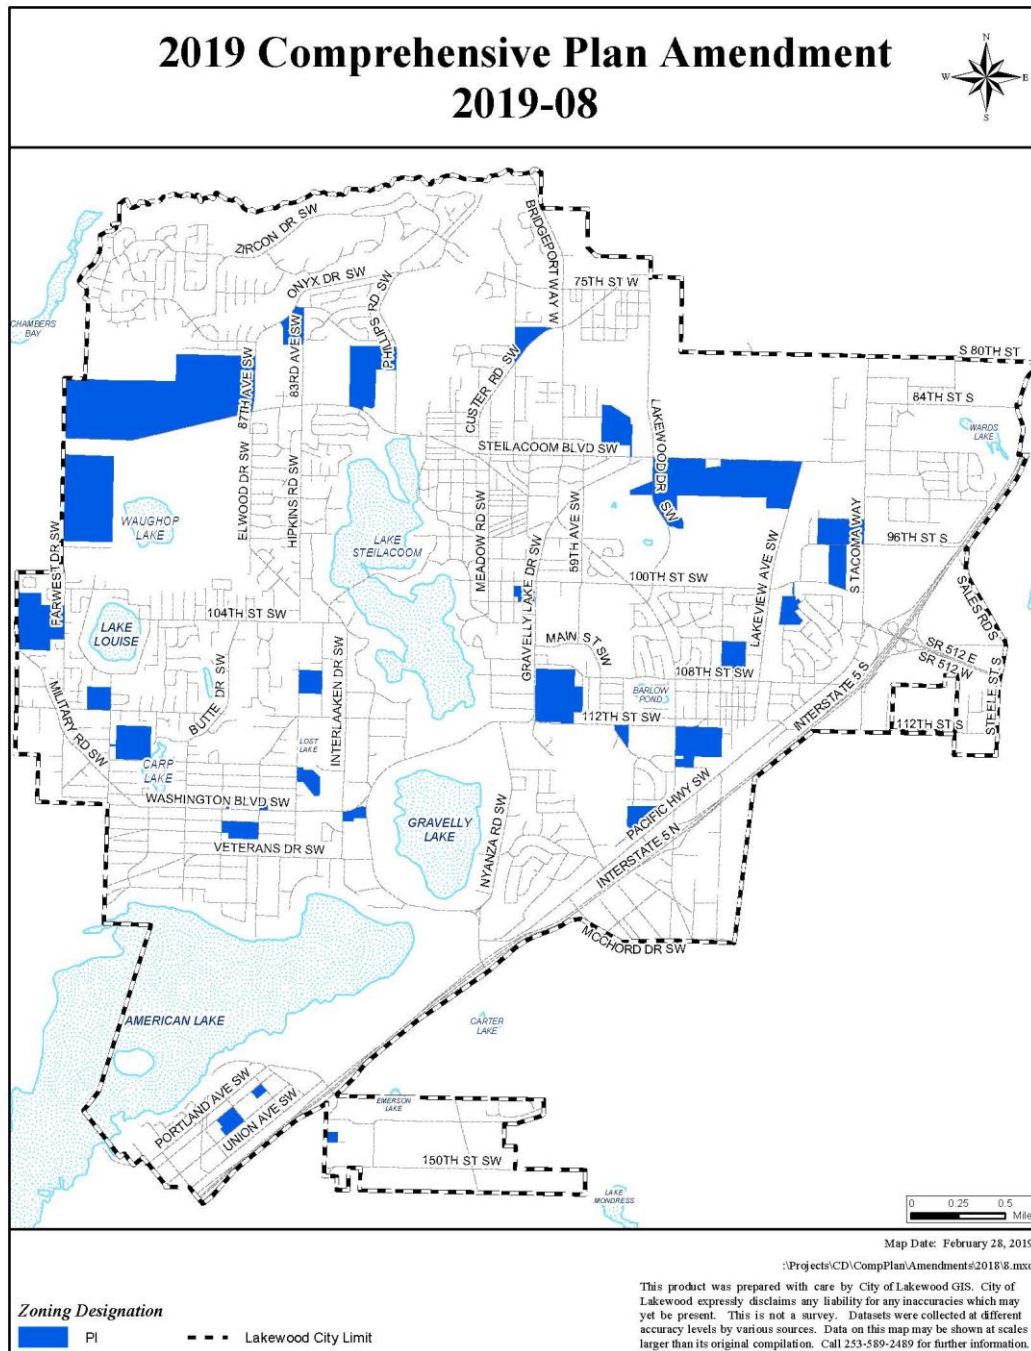 2019 Comprehensive Plan Amendment
2019-08
N
W
E
S
BRIDGEPORT WAY W
ZIRCON DR SW
ONYX DR SW
PHILLIPS RD SW
75TH ST W
CHAMBERS
BAY
83RD AVE SW
87TH AVE SW
CUSTER RD SW
S 80TH ST
84TH ST S
WARDS
LAKE
LAKEWOOD DR SW
STEILACOOM BLVD SW
ELWOOD DR SW
HIPKINS RD SW
WAUGHOP
LAKE
LAKE
STEILACOOM
MEADOW RD SW
GRAVELLY LAKE DR SW
59TH AVE SW
LAKEVIEW AVE SW
S TACOMA WAY
96TH ST S
FARWEST DR SW
100TH ST SW
SALES RD S
104TH ST SW
LAKE
LOUISE
MAIN ST SW
SR 512 E
SR 512 W
108TH ST SW
MILITARY RD SW
BUTTE DR SW
INTERLAAKEN DR SW
BARLOW
POND
INTERSTATE 5 S
STEELE ST S
112TH ST SW
112TH ST S
LOST
LAKE
CARP
LAKE
WASHINGTON BLVD SW
GRAVELLY
LAKE
NYANZA RD SW
PACIFIC HWY SW
INTERSTATE 5 N
VETERANS DR SW
MCCHORD DR SW
AMERICAN LAKE
CARTER
LAKE
PORTLAND AVE SW
UNION AVE SW
EMERSON
LAKE
150TH ST SW
LAKE
MONDRESS
0 0.25 0.5
Mile
Map Date: February 28, 2019
:\Projects\CD\CompPlan\Amendments\2018\8.mxd
This product was prepared with care by City of Lakewood GIS. City of
Lakewood expressly disclaims any liability for any inaccuracies which may
yet be present. This is not a survey. Datasets were collected at different
accuracy levels by various sources. Data on this map may be shown at scales
larger than its original compilation. Call 253-589-2489 for further information.
Zoning Designation
PI
Lakewood City Limit